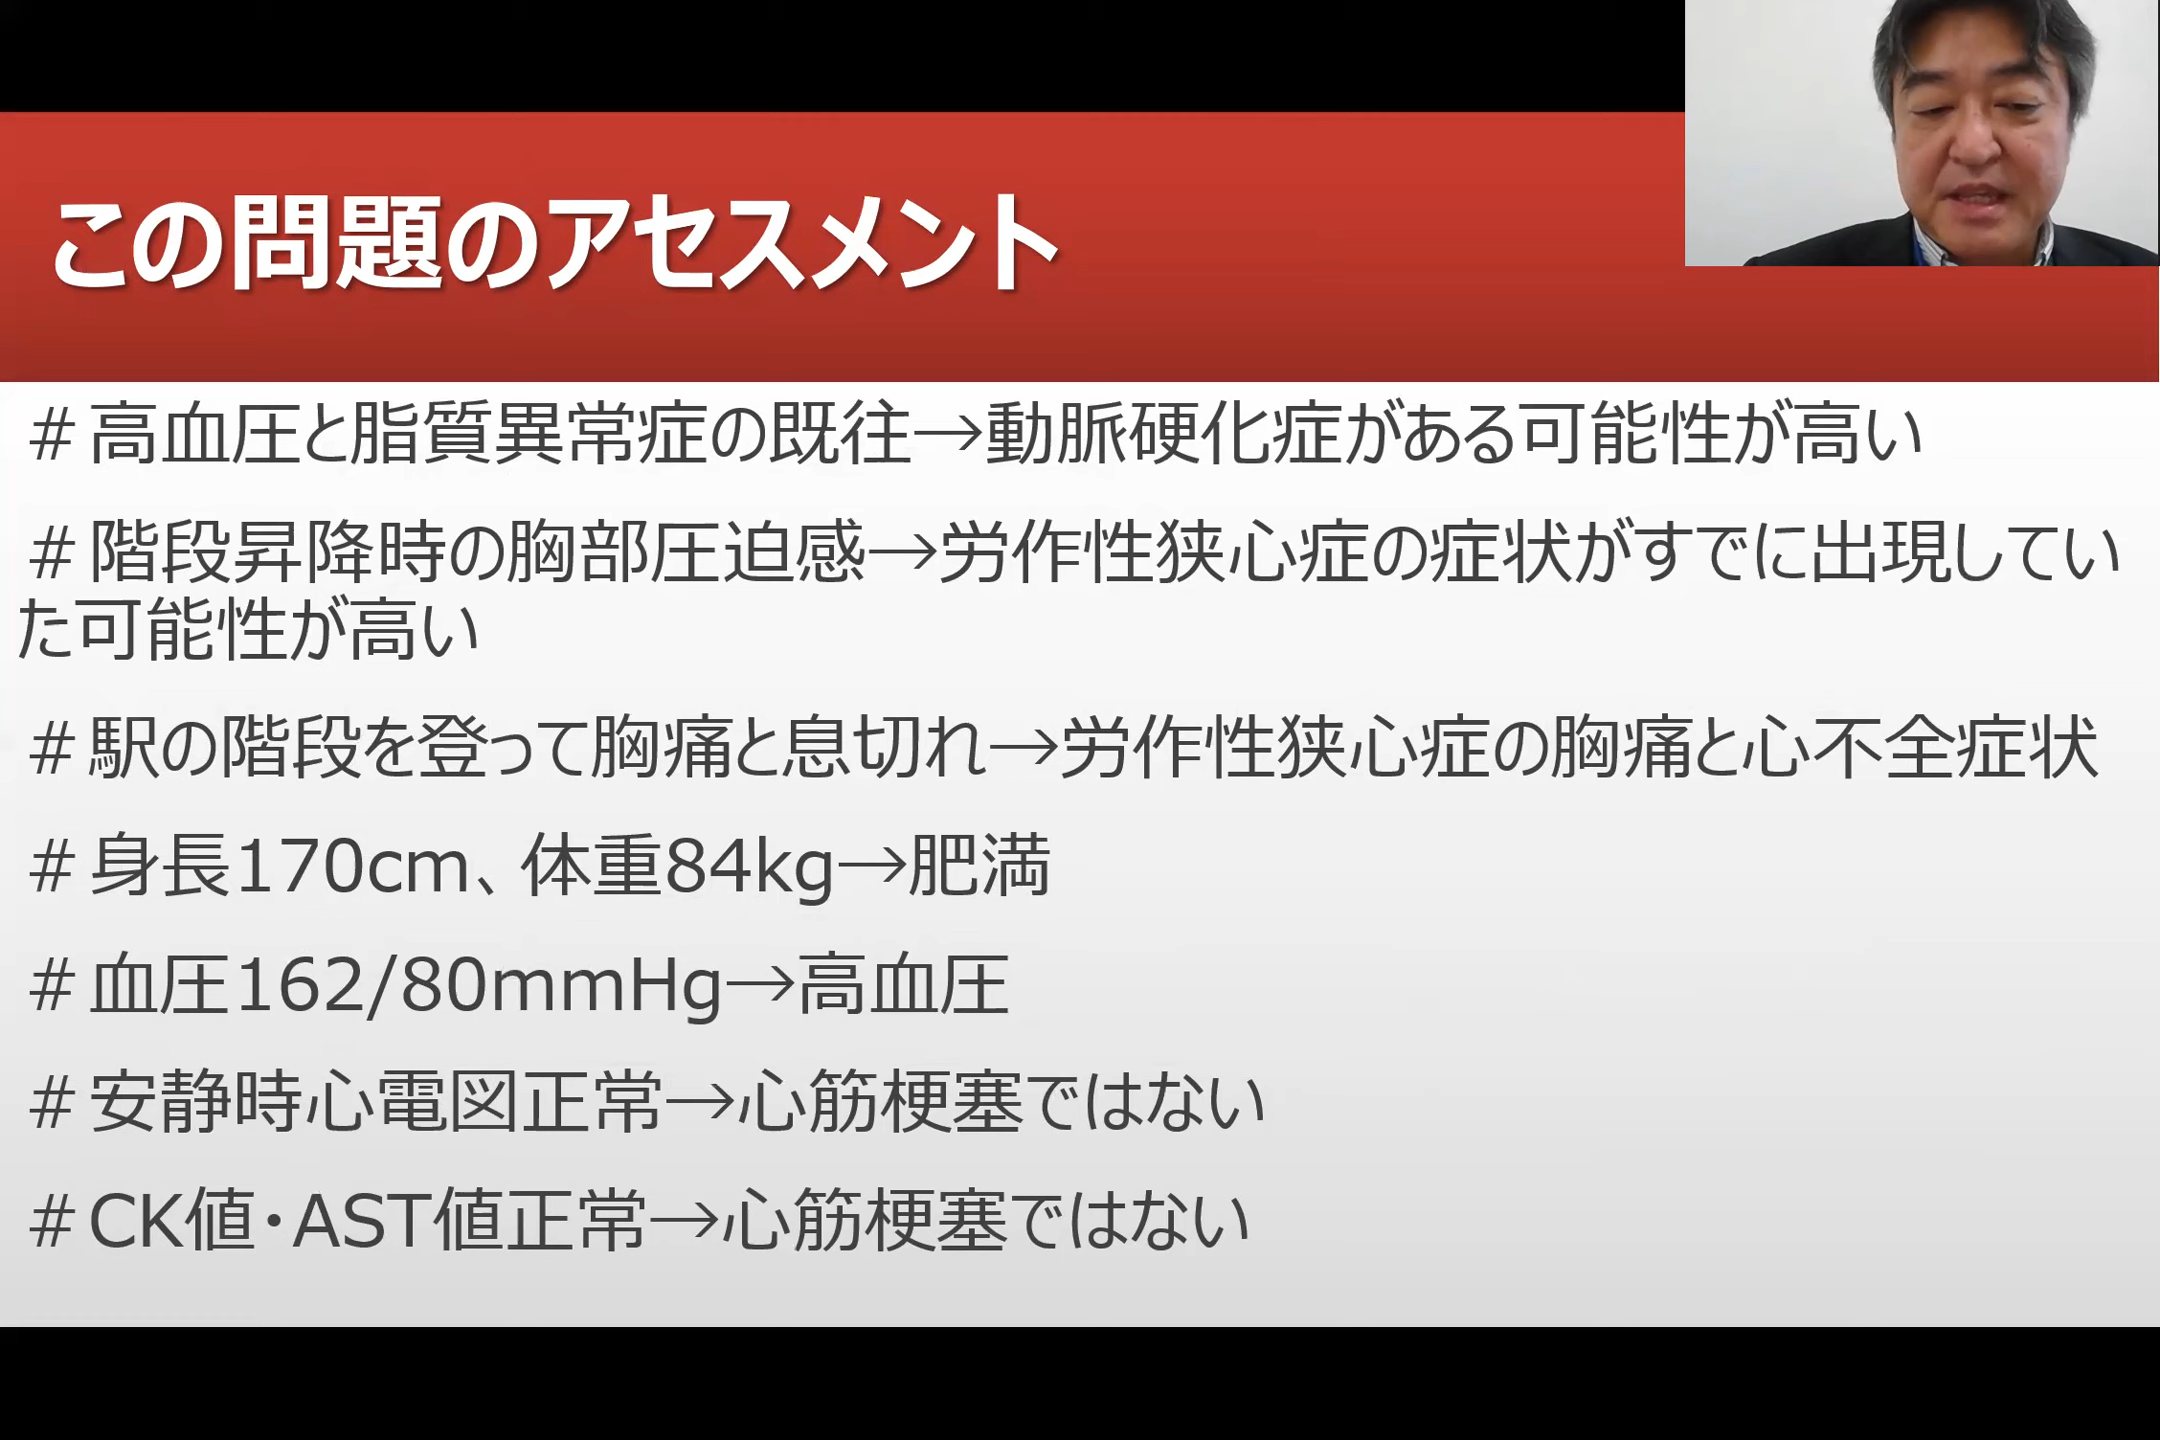 この問題のアセスメント
＃高血圧と脂質異常症の既往→動脈硬化症がある可能性が高い
＃階段昇降時の胸部圧迫感→労作性狭心症の症状がすでに出現してい
た可能性が高い
＃駅の階段を登って胸痛と息切れ→労作性狭心症の胸痛と心不全症状
＃身長170cm、体重84kg→肥満
＃血圧162/80mmHg→高血圧
＃安静時心電図正常→心筋梗塞ではない
＃CK値・AST値正常→心筋梗塞ではない